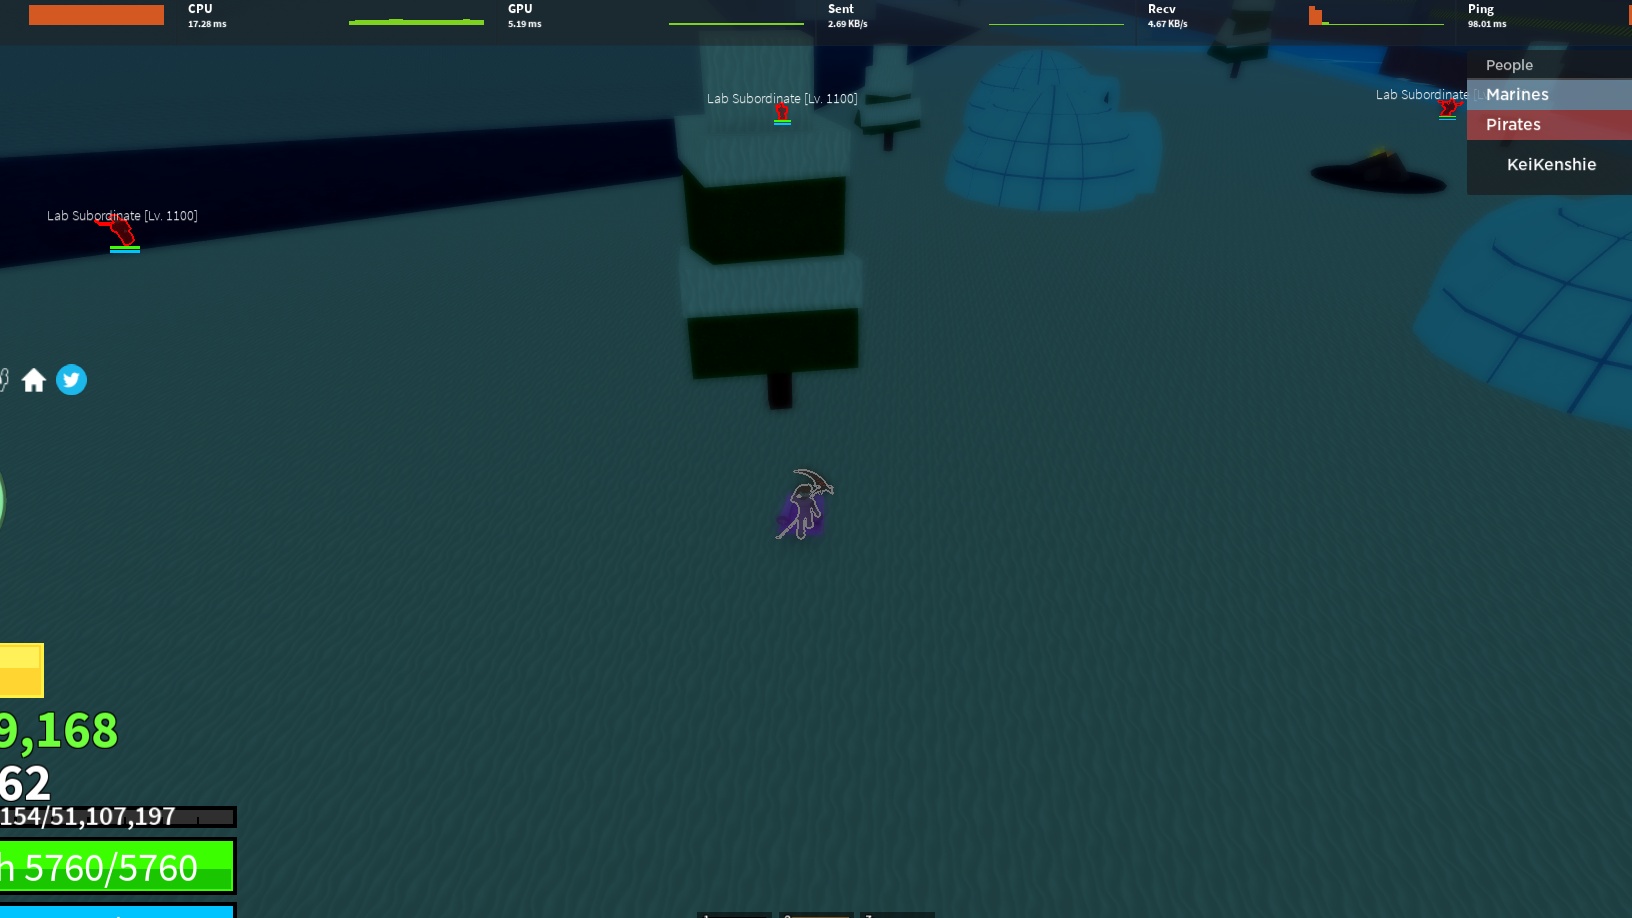 CPU
17.28 ms
GPU
5.19 ms
Sent
2.69 KB/s
Recv
4.67 KB/s
Ping
98.01 ms
People
Marines
Pirates
KeiKenshie
Lab Subordinate [Lv. 1100]
Lab Subordinate
Lab Subordinate [Lv. 1100]
9,168
62
154/51,107,197
h 5760/5760